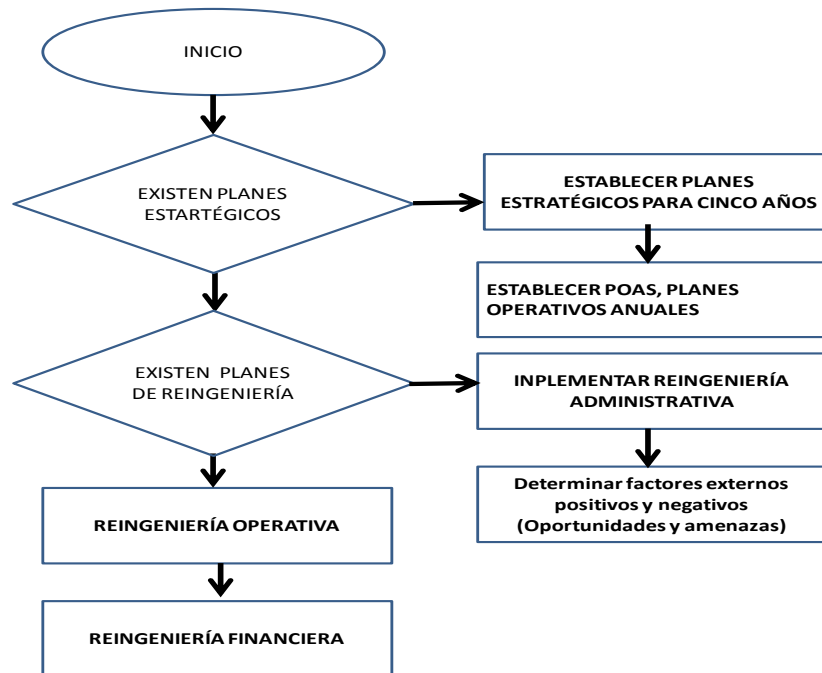 INICIO
EXISTEN PLANES
ESTARTÉGICOS
ESTABLECER PLANES
ESTRATÉGICOS PARA CINCO AÑOS
ESTABLECER POAS, PLANES
OPERATIVOS ANUALES
EXISTEN PLANES
DE REINGENIERÍA
INPLEMENTAR REINGENIERÍA
ADMINISTRATIVA
Determinar factores externos
positivos y negativos
(Oportunidades y amenazas)
REINGENIERÍA OPERATIVA
REINGENIERÍA FINANCIERA